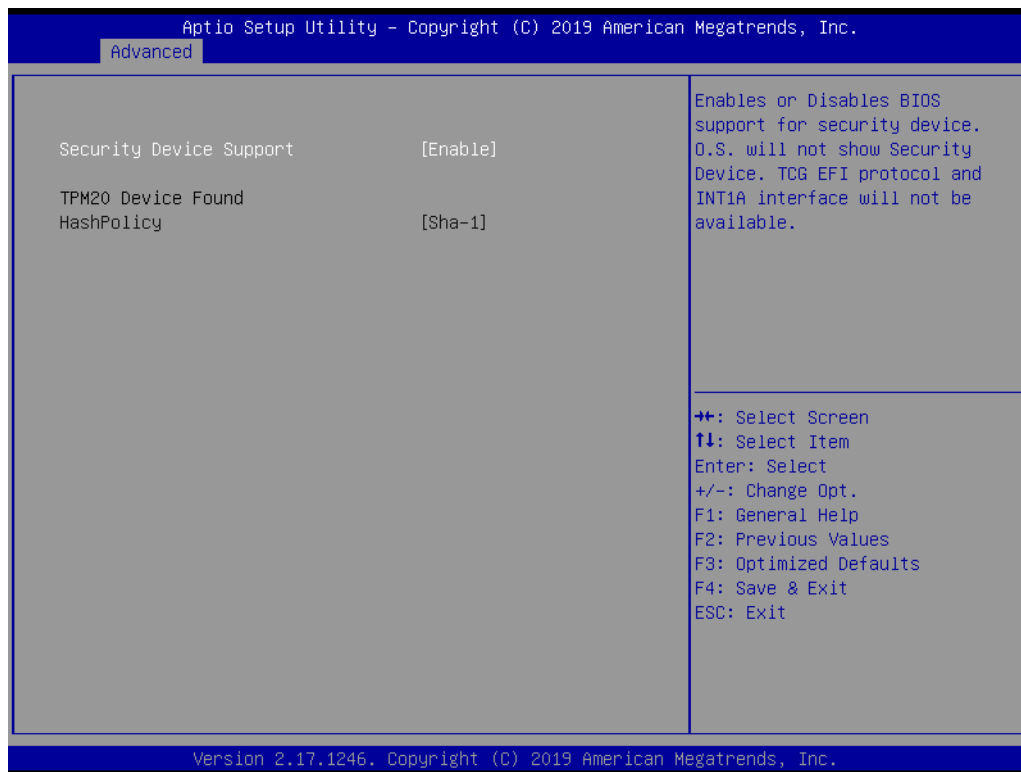 Aptio Setup Utility – Copyright (C) 2019 American Megatrends, Inc.
Advanced
Security Device Support [Enable]
TPM20 Device Found
HashPolicy [Sha-1]
Enables or Disables BIOS
support for security device.
O.S. will not show Security
Device. TCG EFI protocol and
INT1A interface will not be
available.
→←: Select Screen
↑↓: Select Item
Enter: Select
+/-: Change Opt.
F1: General Help
F2: Previous Values
F3: Optimized Defaults
F4: Save & Exit
ESC: Exit
Version 2.17.1246. Copyright (C) 2019 American Megatrends, Inc.